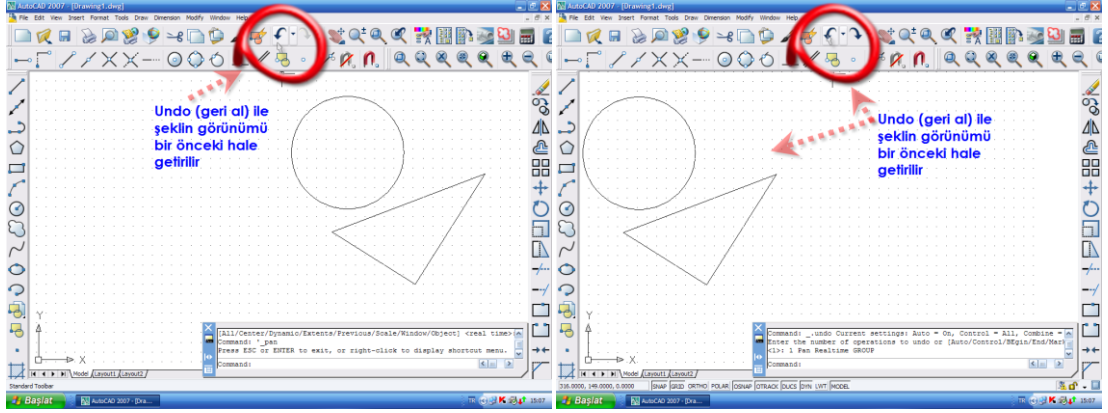 AutoCAD 2007 - [Drawing1.dwg]
File Edit View Insert Format Tools Draw Dimension Modify Window Help
Undo (geri al) ile
şeklin görünümü
bir önceki hale
getirilir
Y
X
[All/Center/Dynamic/Extents/Previous/Scale/Window/Object] <real time>
Command: '_pan
Press ESC or ENTER to exit, or right-click to display shortcut menu.
Command:
Model Layout1 Layout2
Standard Toolbar
Başlat
AutoCAD 2007 - [Dra...
TR
15:07
AutoCAD 2007 - [Drawing1.dwg]
File Edit View Insert Format Tools Draw Dimension Modify Window Help
Undo (geri al) ile
şeklin görünümü
bir önceki hale
getirilir
Y
X
Command: _.undo Current settings: Auto = On, Control = All, Combine =
Enter the number of operations to undo or [Auto/Control/BEgin/End/Mark
<1>: 1 Pan Realtime GROUP
Command:
Model Layout1 Layout2
316.0000, 149.0000, 0.0000 SNAP GRID ORTHO POLAR OSNAP OTRACK DUCS DYN LWT MODEL
Başlat
AutoCAD 2007 - [Dra...
TR
15:07